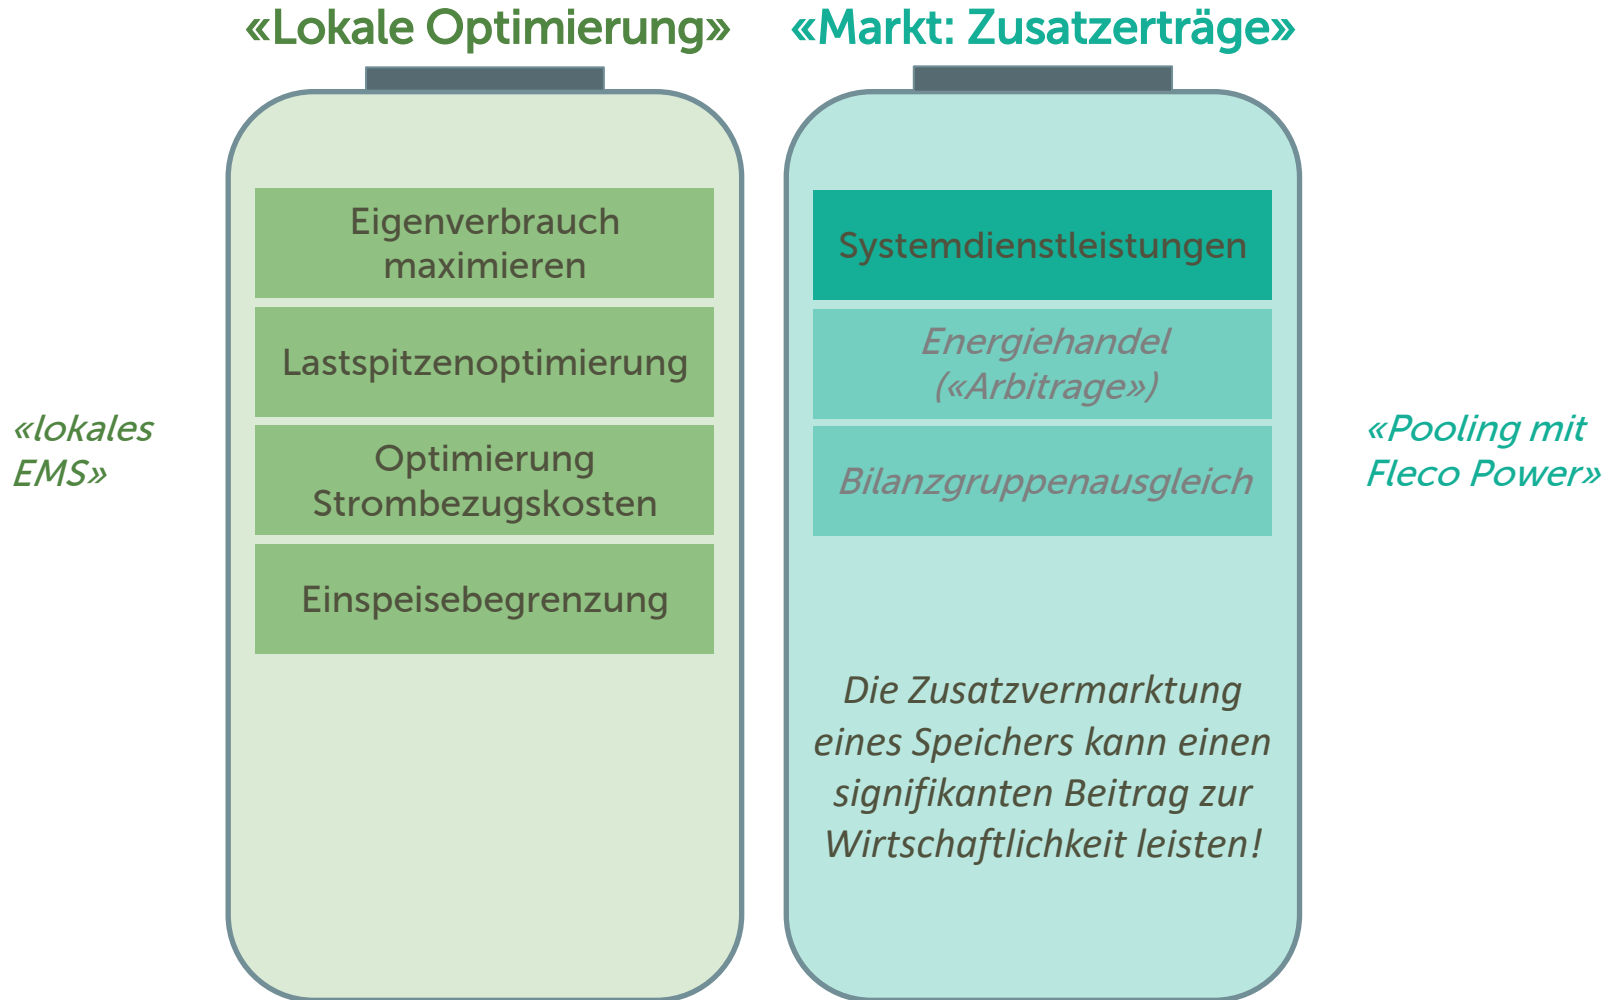 «Lokale Optimierung»
«Markt: Zusatzerträge»
«lokales
EMS»
Eigenverbrauch
maximieren
Lastspitzenoptimierung
Optimierung
Strombezugskosten
Einspeisebegrenzung
Systemdienstleistungen
Energiehandel
(«Arbitrage»)
Bilanzgruppenausgleich
Die Zusatzvermarktung
eines Speichers kann einen
signifikanten Beitrag zur
Wirtschaftlichkeit leisten!
«Pooling mit
Fleco Power»